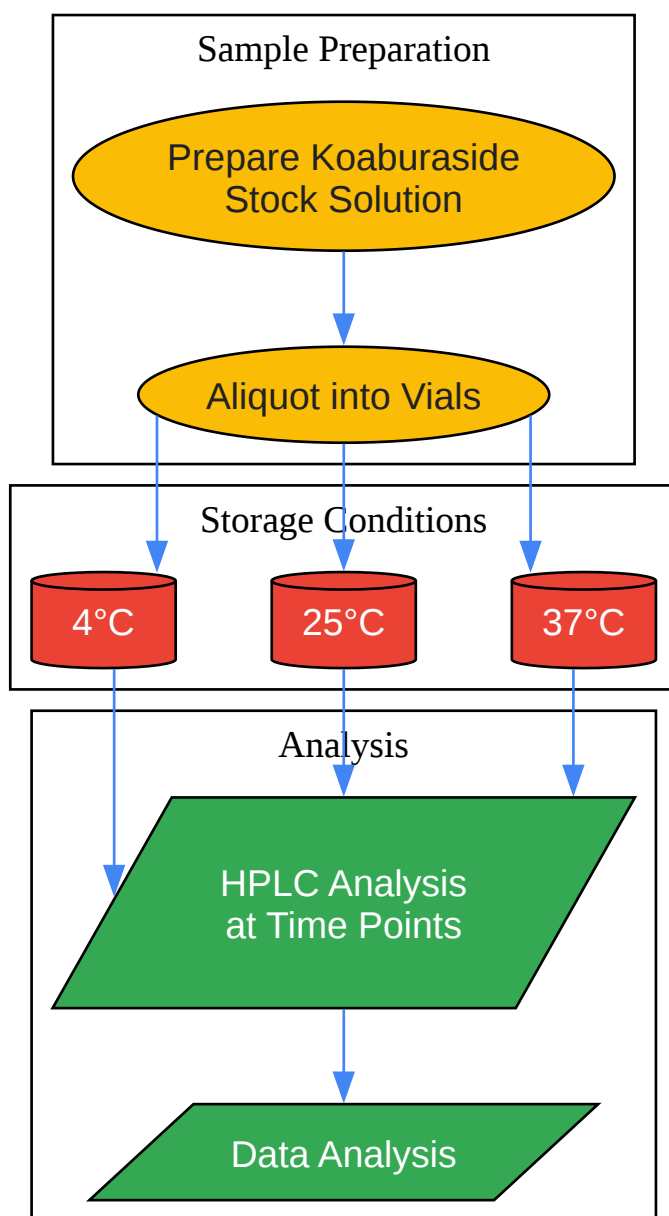 Sample Preparation
Prepare Koaburaside
Stock Solution
Aliquot into Vials
Storage Conditions
4°C
25°C
37°C
Analysis
HPLC Analysis
at Time Points
Data Analysis